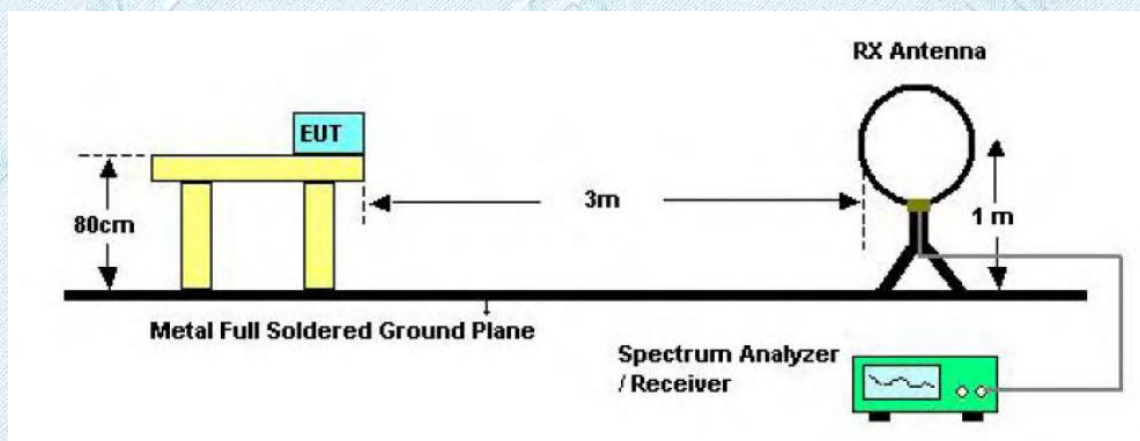 RX Antenna
EUT
80cm
3m
1 m
Metal Full Soldered Ground Plane
Spectrum Analyzer
/ Receiver